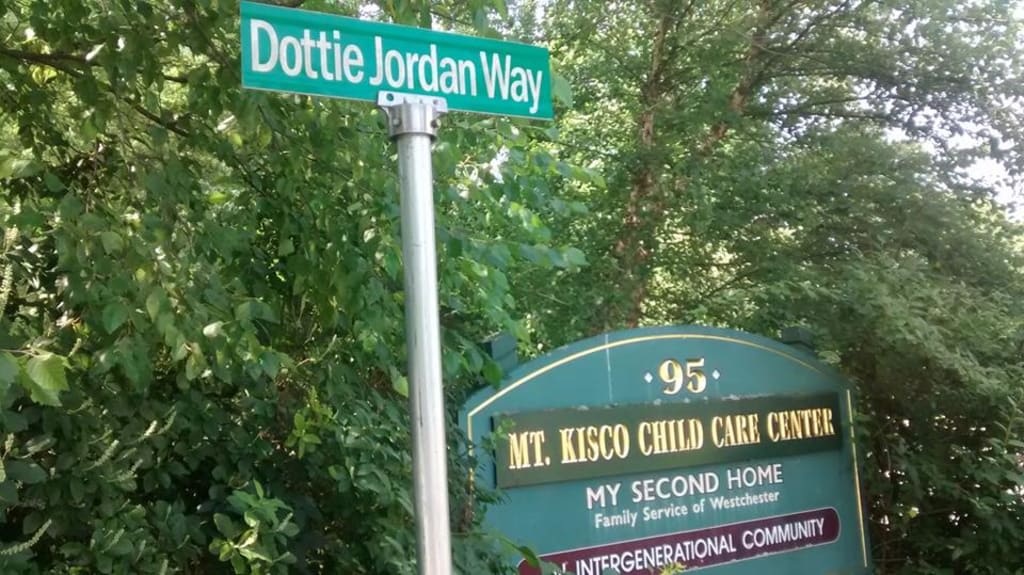 Dottie Jordan Way
95
MT. KISCO CHILD CARE CENTER
MY SECOND HOME
Family Service of Westchester
INTERGENERATIONAL COMMUNITY